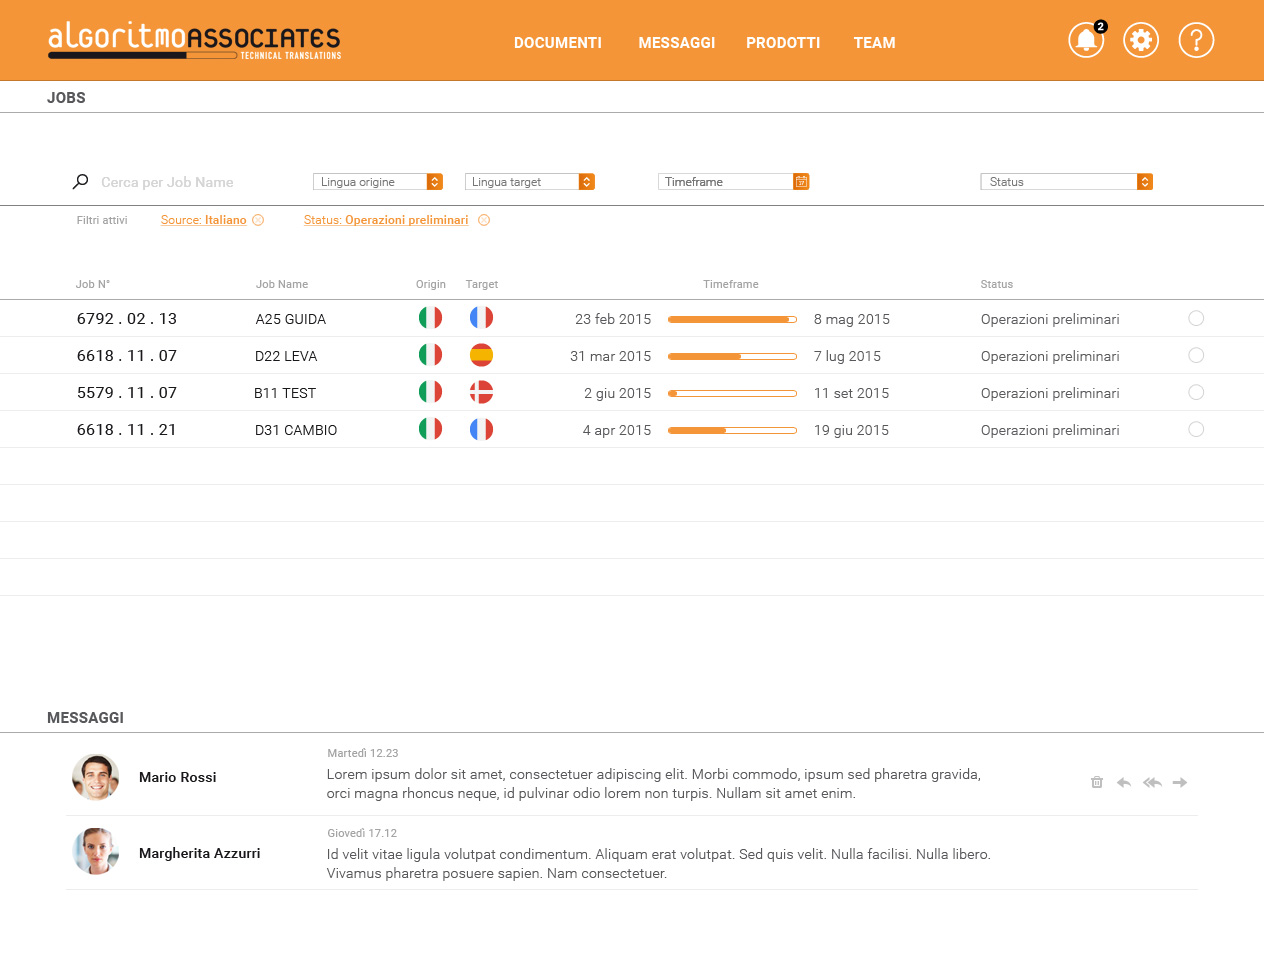 algoritmoASSOCIATES
TECHNICAL TRANSLATIONS
DOCUMENTI MESSAGGI PRODOTTI TEAM
2
?
JOBS
Cerca per Job Name Lingua origine Lingua target Timeframe Status
Filtri attivi Source: Italiano Status: Operazioni preliminari
Job N° Job Name Origin Target Timeframe Status
6792 . 02 . 13 A25 GUIDA 23 feb 2015 8 mag 2015 Operazioni preliminari
6618 . 11 . 07 D22 LEVA 31 mar 2015 7 lug 2015 Operazioni preliminari
5579 . 11 . 07 B11 TEST 2 giu 2015 11 set 2015 Operazioni preliminari
6618 . 11 . 21 D31 CAMBIO 4 apr 2015 19 giu 2015 Operazioni preliminari
MESSAGGI
Martedì 12.23
Mario Rossi
Lorem ipsum dolor sit amet, consectetuer adipiscing elit. Morbi commodo, ipsum sed pharetra gravida,
orci magna rhoncus neque, id pulvinar odio lorem non turpis. Nullam sit amet enim.
Giovedì 17.12
Margherita Azzurri
Id velit vitae ligula volutpat condimentum. Aliquam erat volutpat. Sed quis velit. Nulla facilisi. Nulla libero.
Vivamus pharetra posuere sapien. Nam consectetuer.